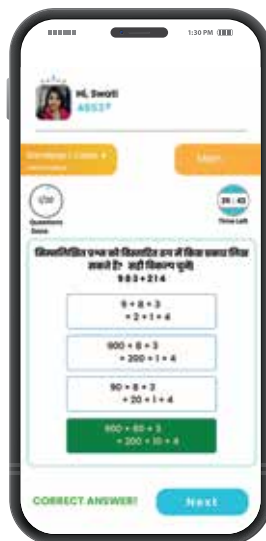 1:30 PM
Hi, Swati
Questions
Done
Time Left
निम्नलिखित प्रश्न को विस्तारित रूप में किस प्रकार लिख
सकते हैं? सही विकल्प चुनें|
983+214
9+8+3
+2+1+4
900+8+3
+200+1+4
90+8+3
+20+1+4
900+80+3
+200+10+4
CORRECT ANSWER!
Next